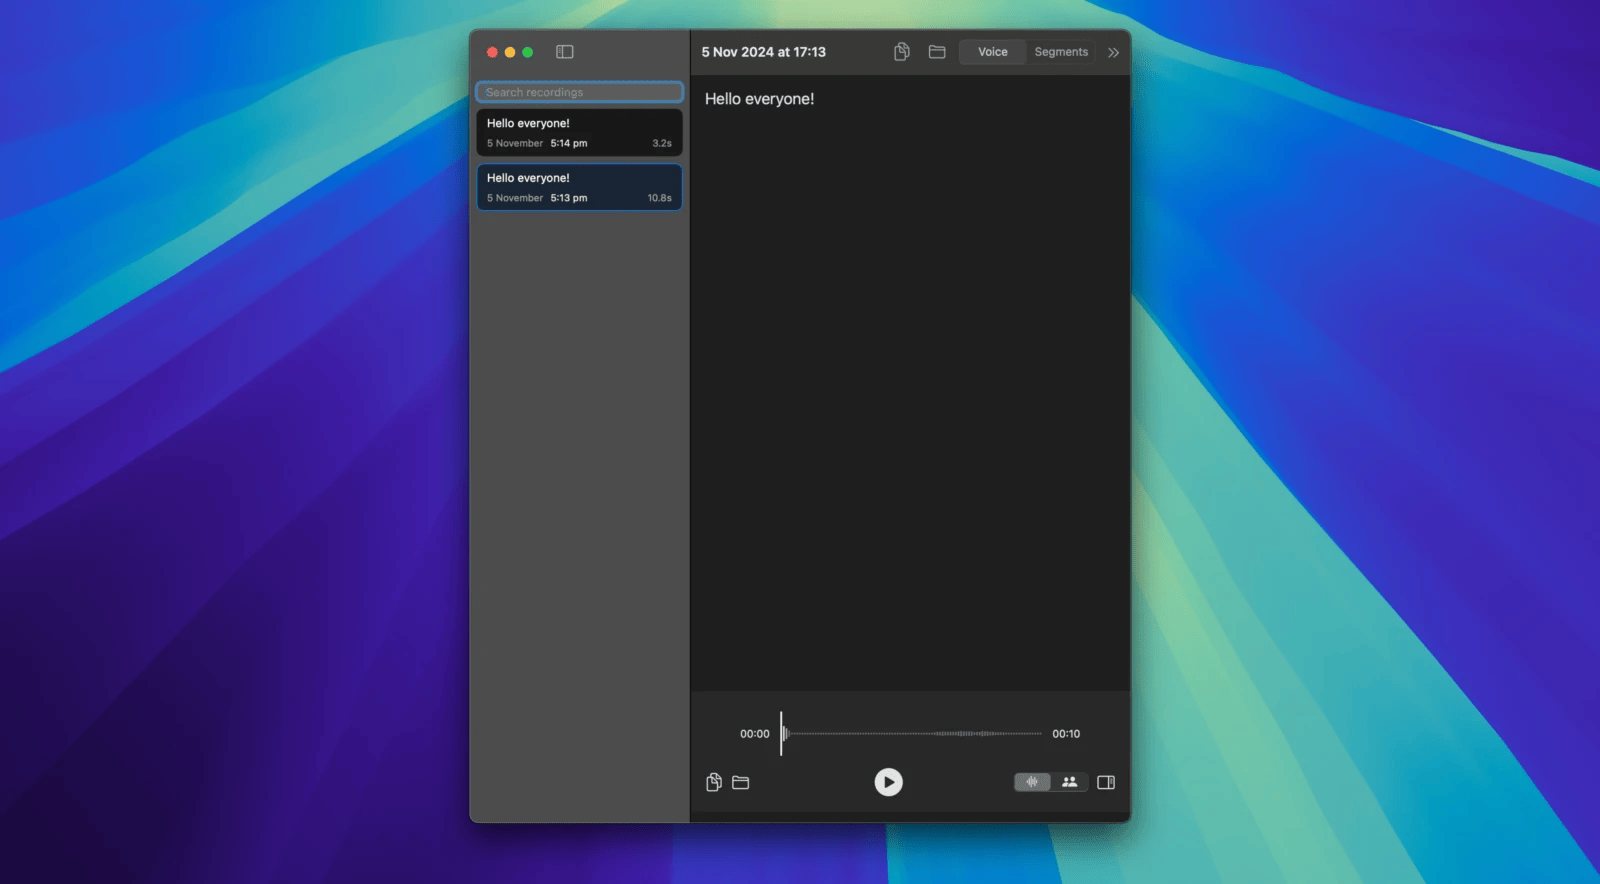 5 Nov 2024 at 17:13
Voice
Segments
Search recordings
Hello everyone!
5 November 5:14 pm 3.2s
Hello everyone!
5 November 5:13 pm 10.8s
Hello everyone!
00:00
00:10